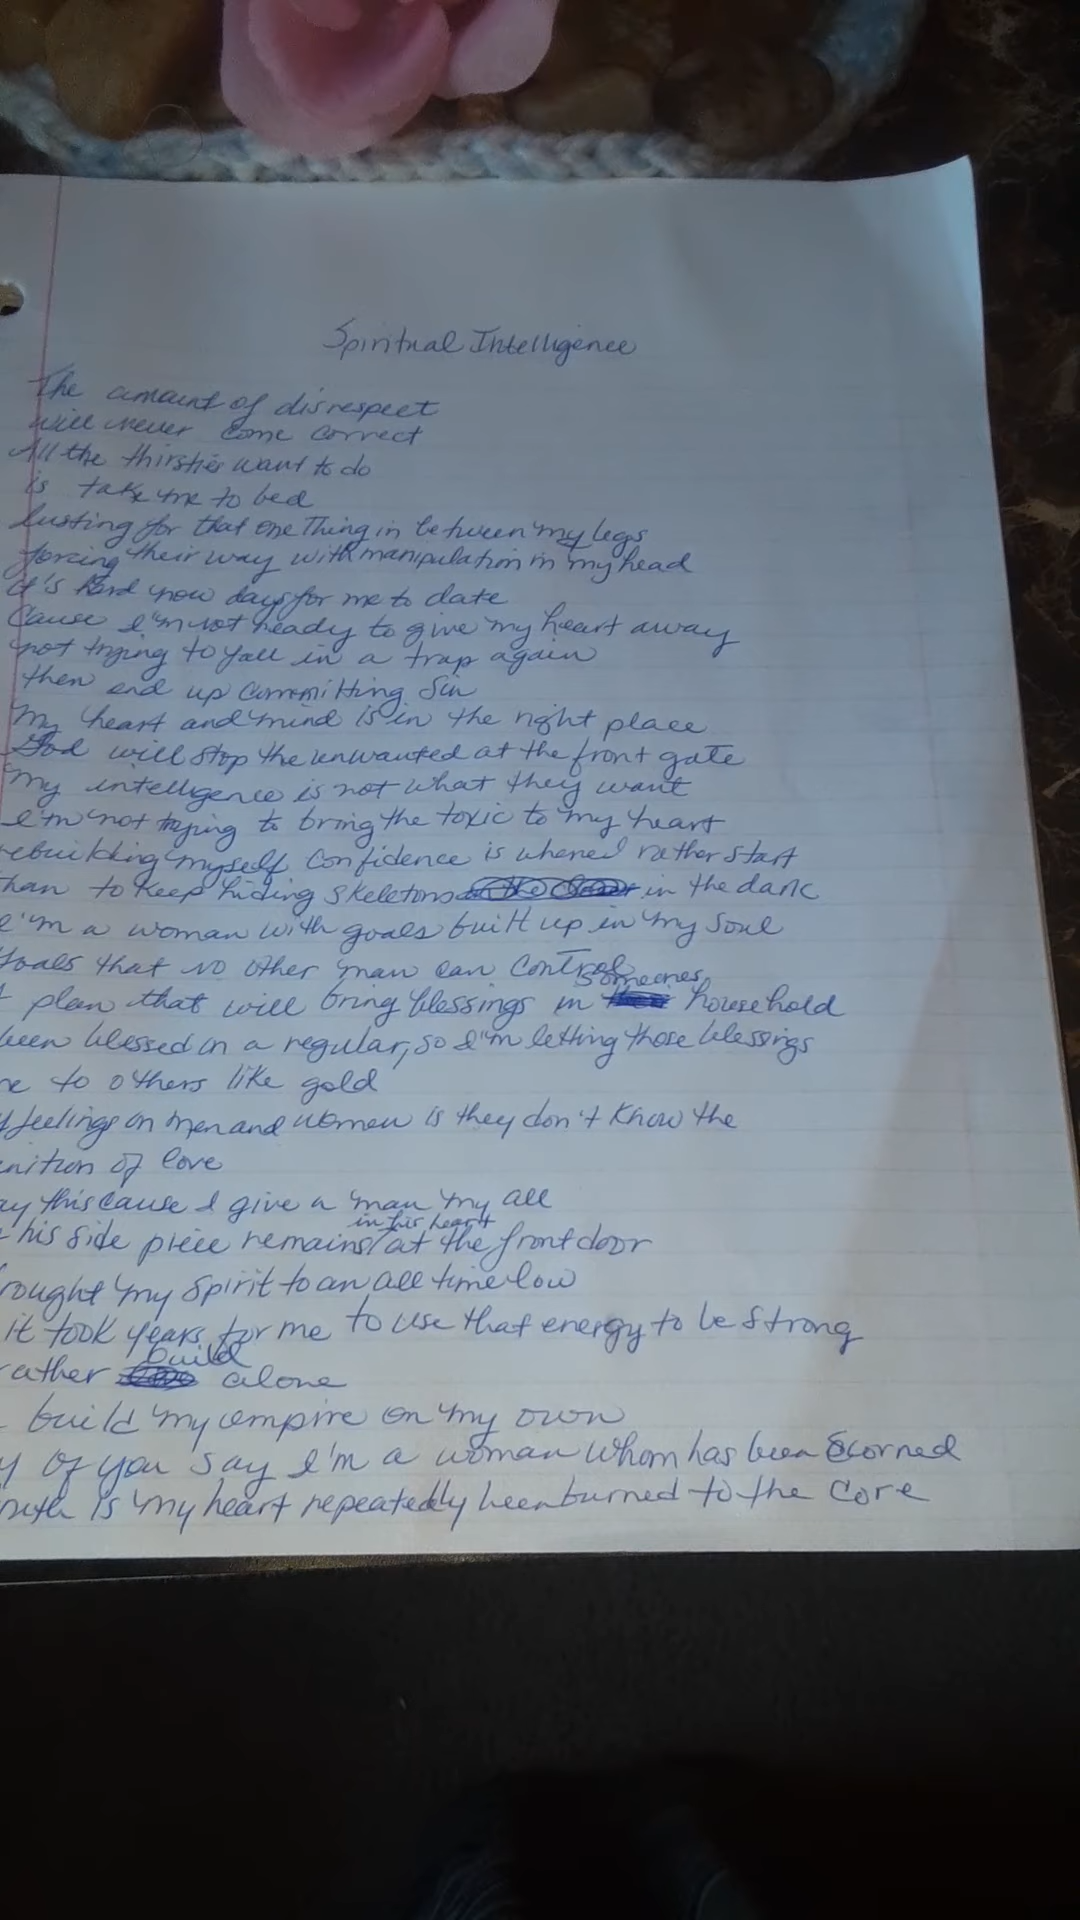 Spiritual Intelligence
The amount of disrespect
will never come correct
All the thirsties want to do
is take me to bed
lusting for that one Thing in between my legs
forcing their way with manipulation in my head
it's hard now days for me to date
Cause I'm not ready to give my heart away
not trying to fall in a trap again
then end up committing Sin
My heart and mind is in the right place
God will stop the unwanted at the front gate
My intelligence is not what they want
I'm not trying to bring the toxic to my heart
rebuilding myself confidence is where I rather start
than to keep hiding skeletons in the dark
I'm a woman with goals built up in my soul
Goals that no other man can control
plan that will bring blessings in someones household
been blessed on a regular, so I'm letting those blessings
to others like gold
feelings on men and women is they don't know the
nition of love
ay this cause I give a man my all
his side piece remains in his heart at the front door
rought my spirit to an all time low
it took years for me to use that energy to be strong
rather build alone
build my empire on my own
y of you say I'm a woman whom has been scorned
ruth is my heart repeatedly been burned to the core